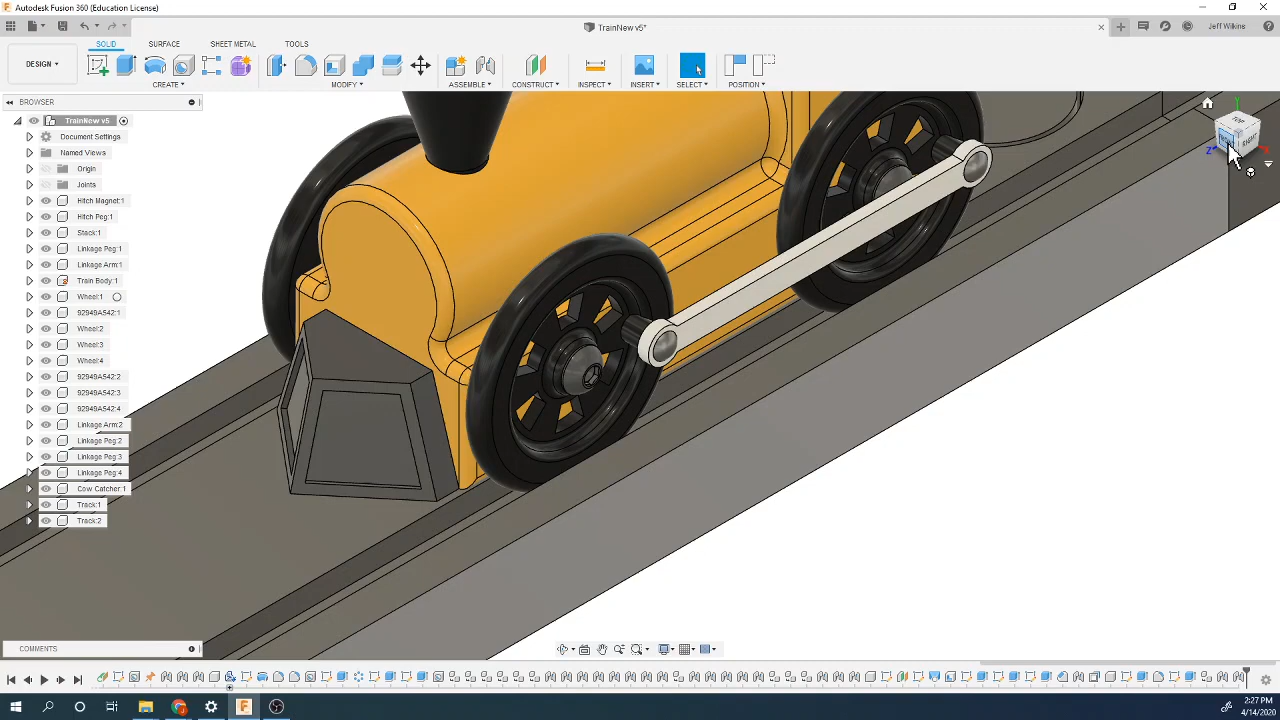 Autodesk Fusion 360 (Education License)
TrainNew v5*
Jeff Wilkins
SOLID
SURFACE
SHEET METAL
TOOLS
DESIGN
CREATE
MODIFY
ASSEMBLE
CONSTRUCT
INSPECT
INSERT
SELECT
POSITION
BROWSER
TrainNew v5
Document Settings
Named Views
Origin
Joints
Hitch Magnet:1
Hitch Peg:1
Stack:1
Linkage Peg:1
Linkage Arm:1
Train Body:1
Wheel:1
92949A542:1
Wheel:2
Wheel:3
Wheel:4
92949A542:2
92949A542:3
92949A542:4
Linkage Arm:2
Linkage Peg:2
Linkage Peg:3
Linkage Peg:4
Cow Catcher:1
Track:1
Track:2
Y
TOP
RIGHT
Z
X
COMMENTS
2:27 PM
4/14/2020